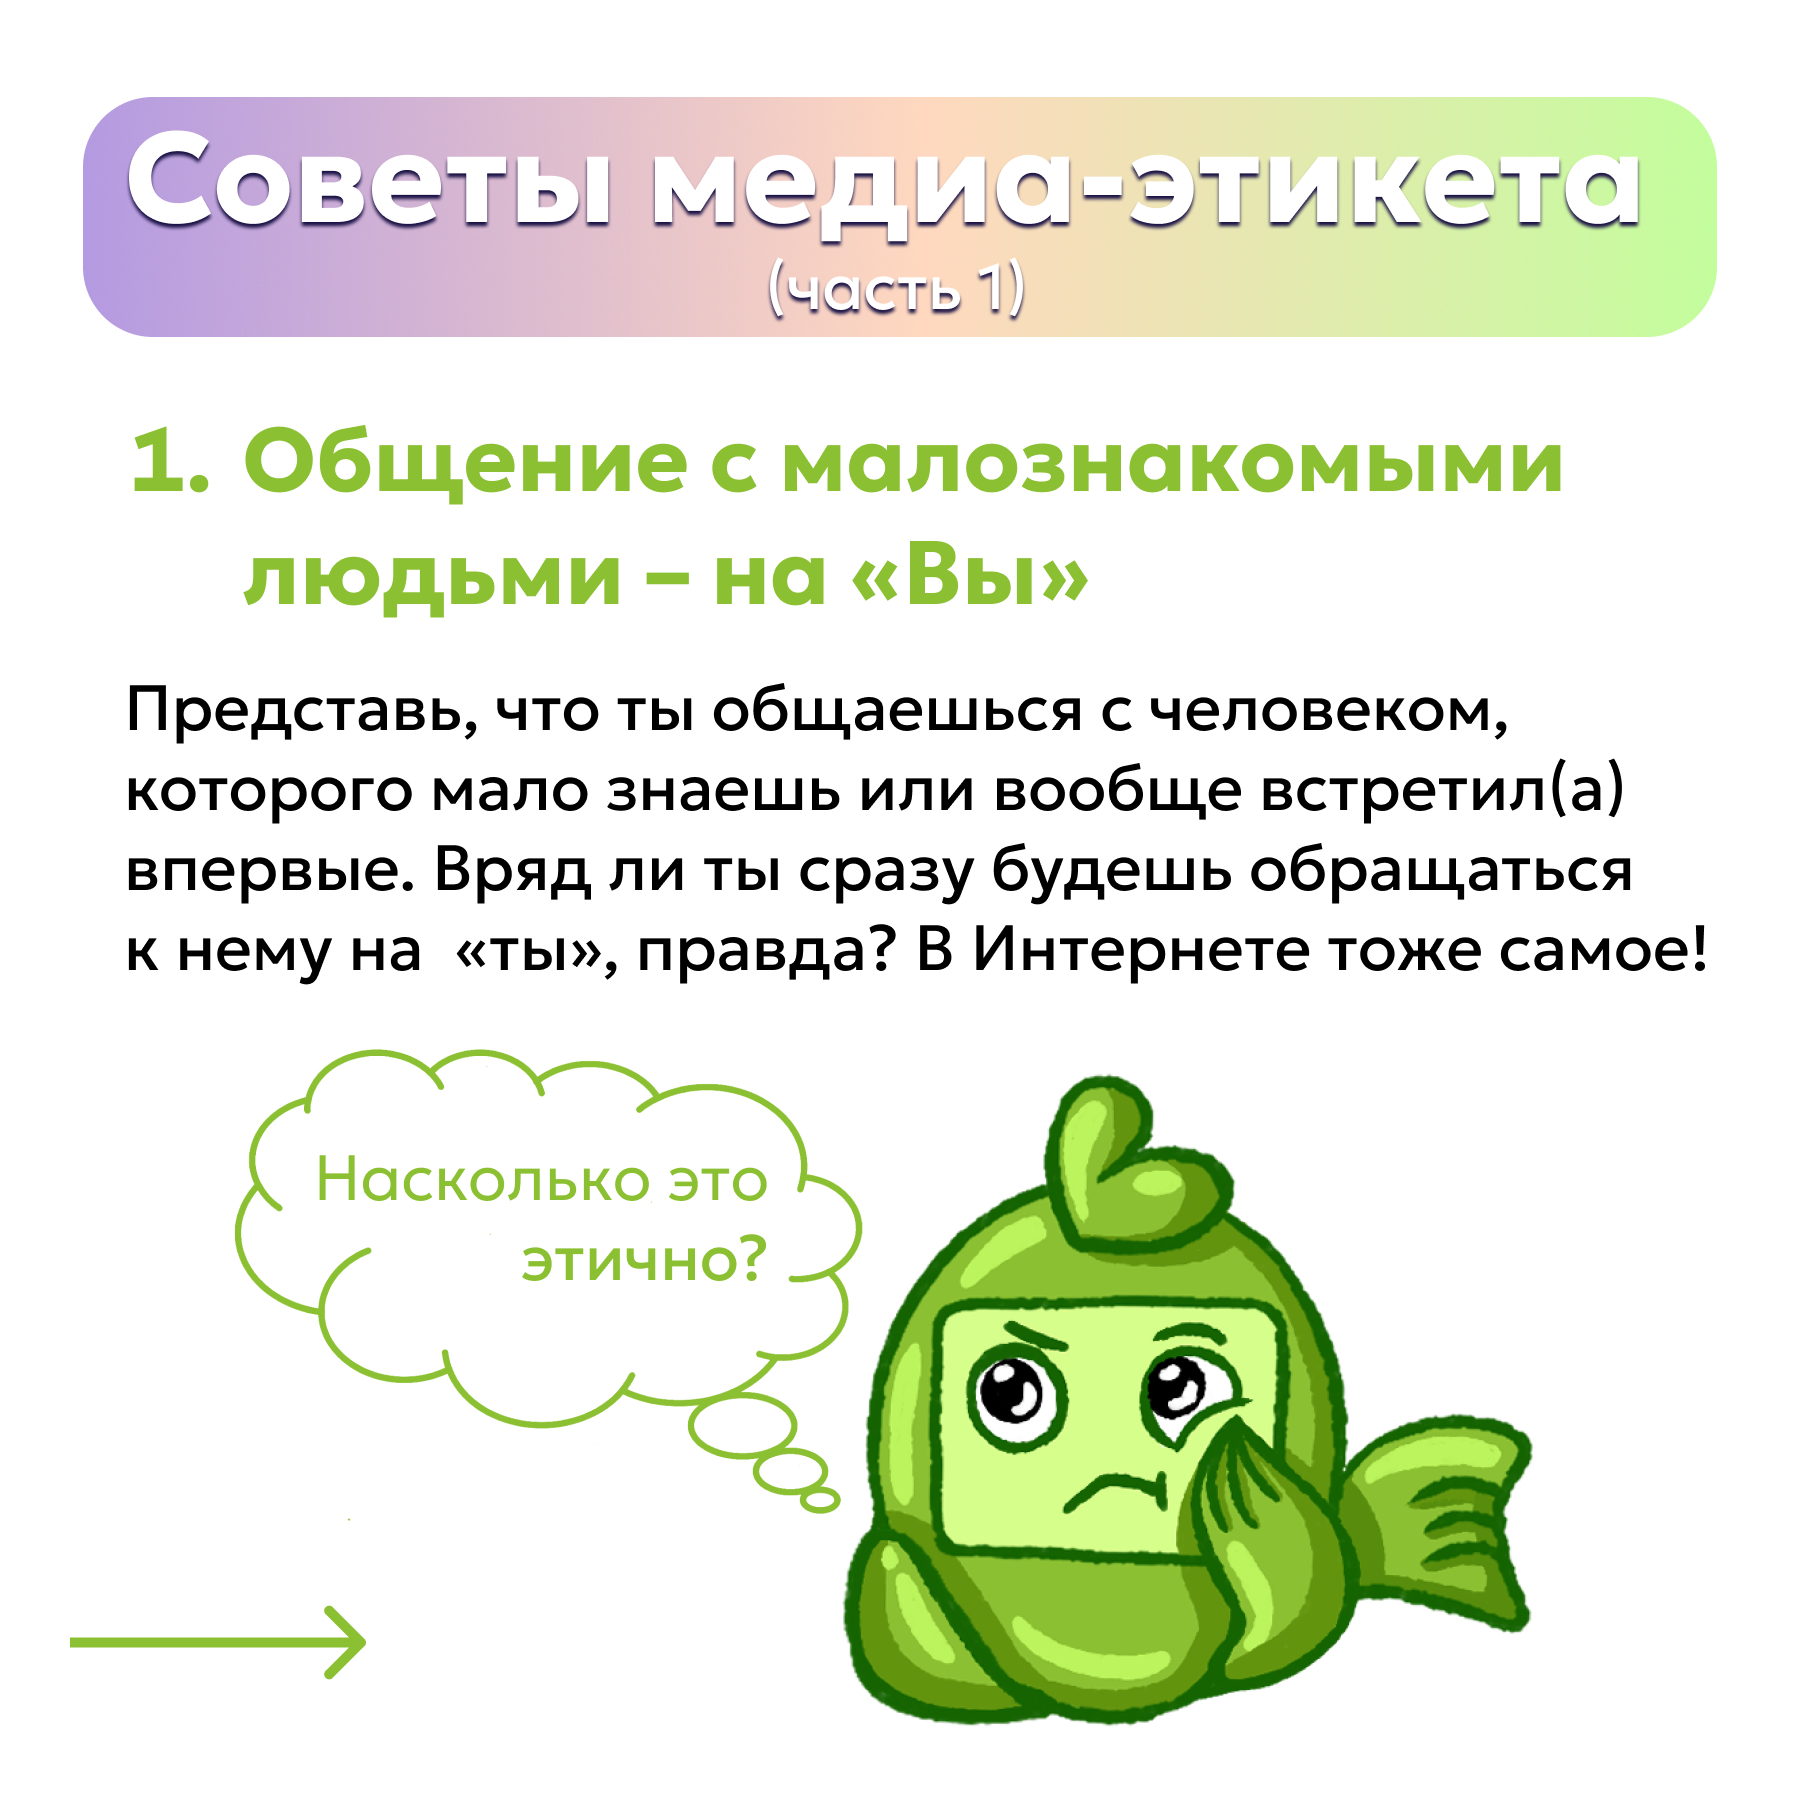 Советы медиа-этикета
(часть 1)
1. Общение с малознакомыми
людьми – на «Вы»
Представь, что ты общаешься с человеком,
которого мало знаешь или вообще встретил(а)
впервые. Вряд ли ты сразу будешь обращаться
к нему на «ты», правда? В Интернете тоже самое!
Насколько это
этично?